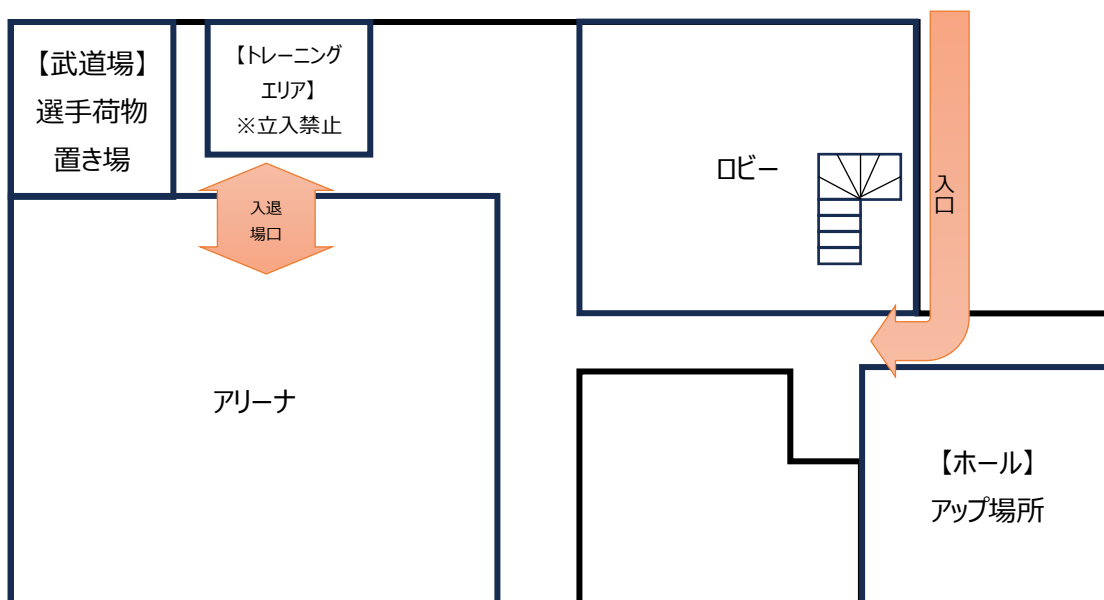 【武道場】
選手荷物
置き場
【トレーニング
エリア】
※立入禁止
ロビー
入口
入退
場口
アリーナ
【ホール】
アップ場所